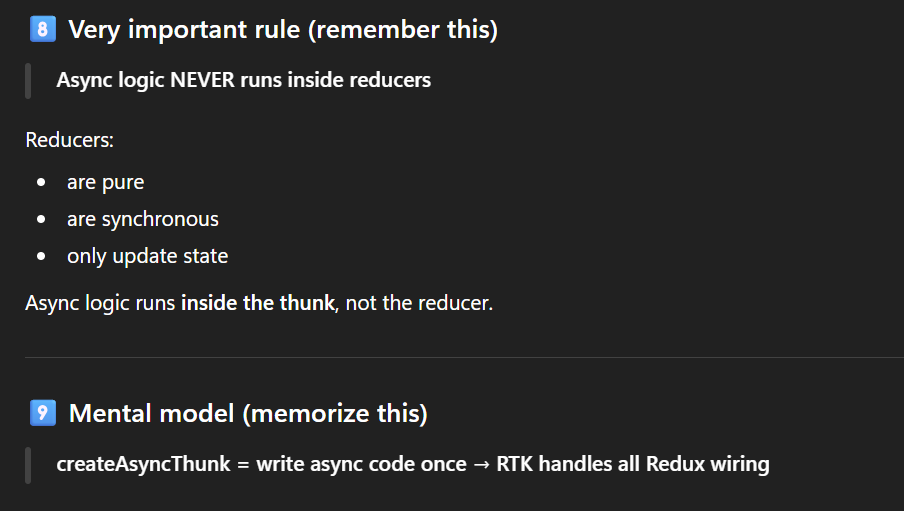 8 Very important rule (remember this)
Async logic NEVER runs inside reducers
Reducers:
• are pure
• are synchronous
• only update state
Async logic runs inside the thunk, not the reducer.
9 Mental model (memorize this)
createAsyncThunk = write async code once → RTK handles all Redux wiring